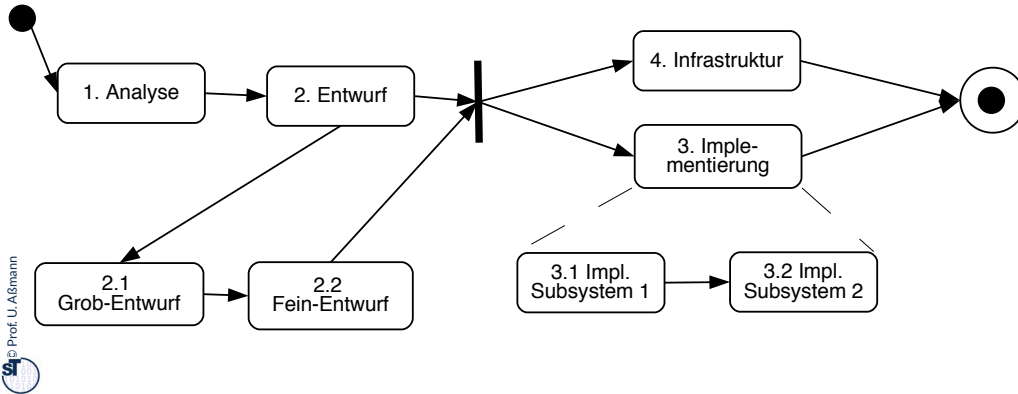 1. Analyse
2. Entwurf
4. Infrastruktur
3. Imple-
mentierung
2.1
Grob-Entwurf
2.2
Fein-Entwurf
3.1 Impl.
Subsystem 1
3.2 Impl.
Subsystem 2
© Prof. U. Aßmann
ST